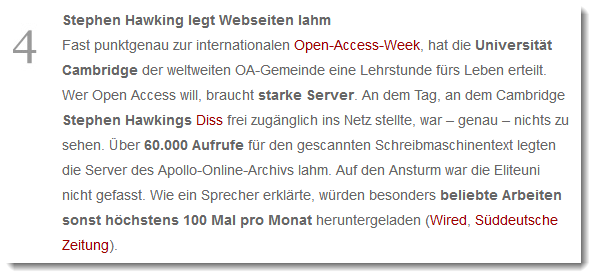 4
Stephen Hawking legt Webseiten lahm
Fast punktgenau zur internationalen Open-Access-Week, hat die Universität
Cambridge der weltweiten OA-Gemeinde eine Lehrstunde fürs Leben erteilt.
Wer Open Access will, braucht starke Server. An dem Tag, an dem Cambridge
Stephen Hawkings Diss frei zugänglich ins Netz stellte, war – genau – nichts zu
sehen. Über 60.000 Aufrufe für den gescannten Schreibmaschinentext legten
die Server des Apollo-Online-Archivs lahm. Auf den Ansturm war die Eliteuni
nicht gefasst. Wie ein Sprecher erklärte, würden besonders beliebte Arbeiten
sonst höchstens 100 Mal pro Monat heruntergeladen (Wired, Süddeutsche
Zeitung).